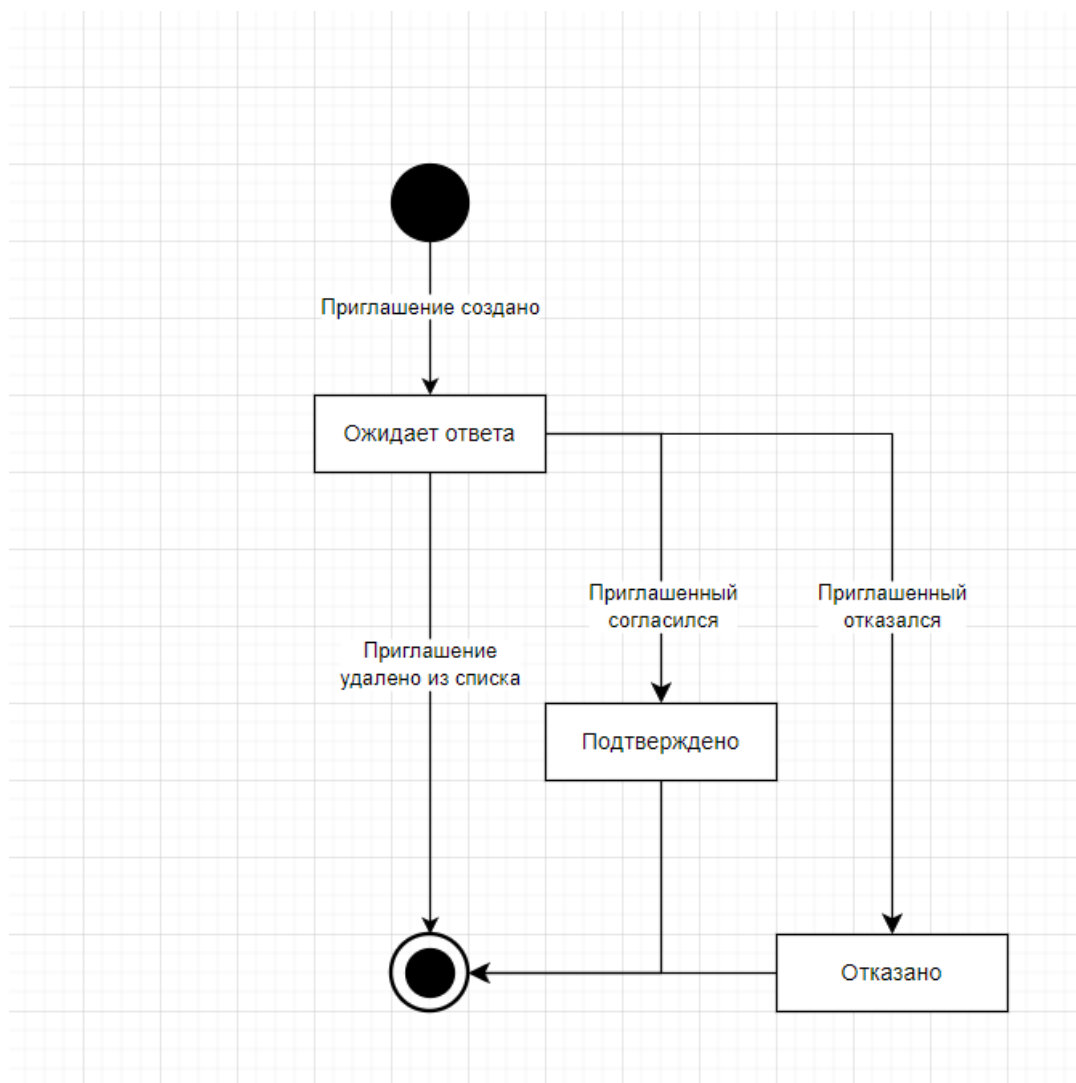 Приглашение создано
Ожидает ответа
Приглашенный
согласился
Приглашенный
отказался
Приглашение
удалено из списка
Подтверждено
Отказано